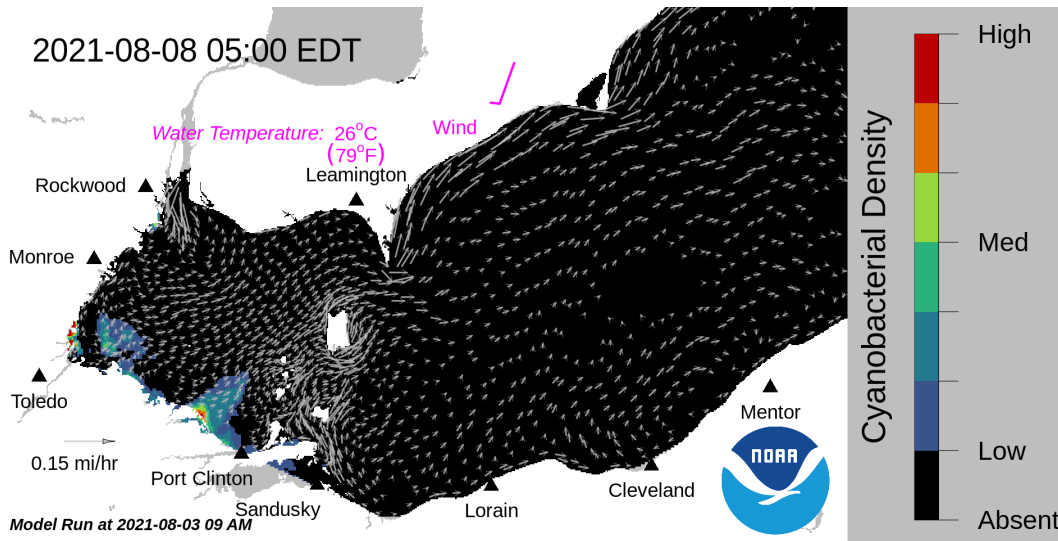 2021-08-08 05:00 EDT
Water Temperature: 26°C
(79°F)
Wind
Leamington
Rockwood
Monroe
Toledo
0.15 mi/hr
Port Clinton
Sandusky
Lorain
Cleveland
Mentor
NOAA
Model Run at 2021-08-03 09 AM
Cyanobacterial Density
High
Med
Low
Absent